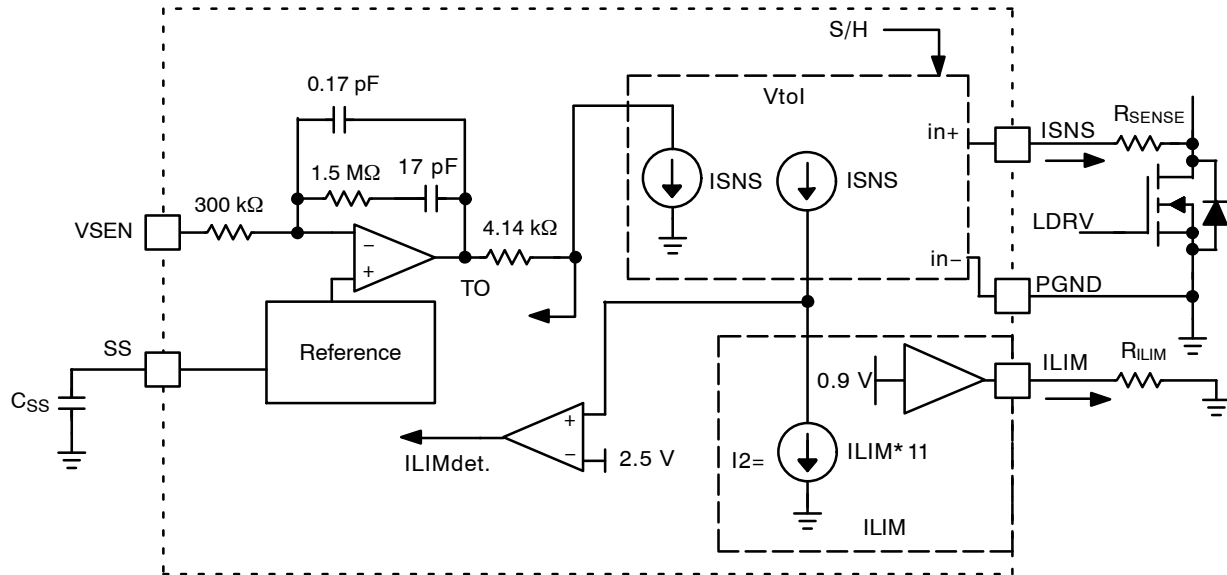 S/H
0.17 pF
VtoI
1.5 MΩ
17 pF
in+
ISNS
RSENSE
ISNS
ISNS
VSEN
300 kΩ
4.14 kΩ
LDRV
−
+
TO
in−
PGND
SS
Reference
ILIM
RILIM
0.9 V
CSS
+
−
2.5 V
ILIMdet.
I2=
ILIM* 11
ILIM